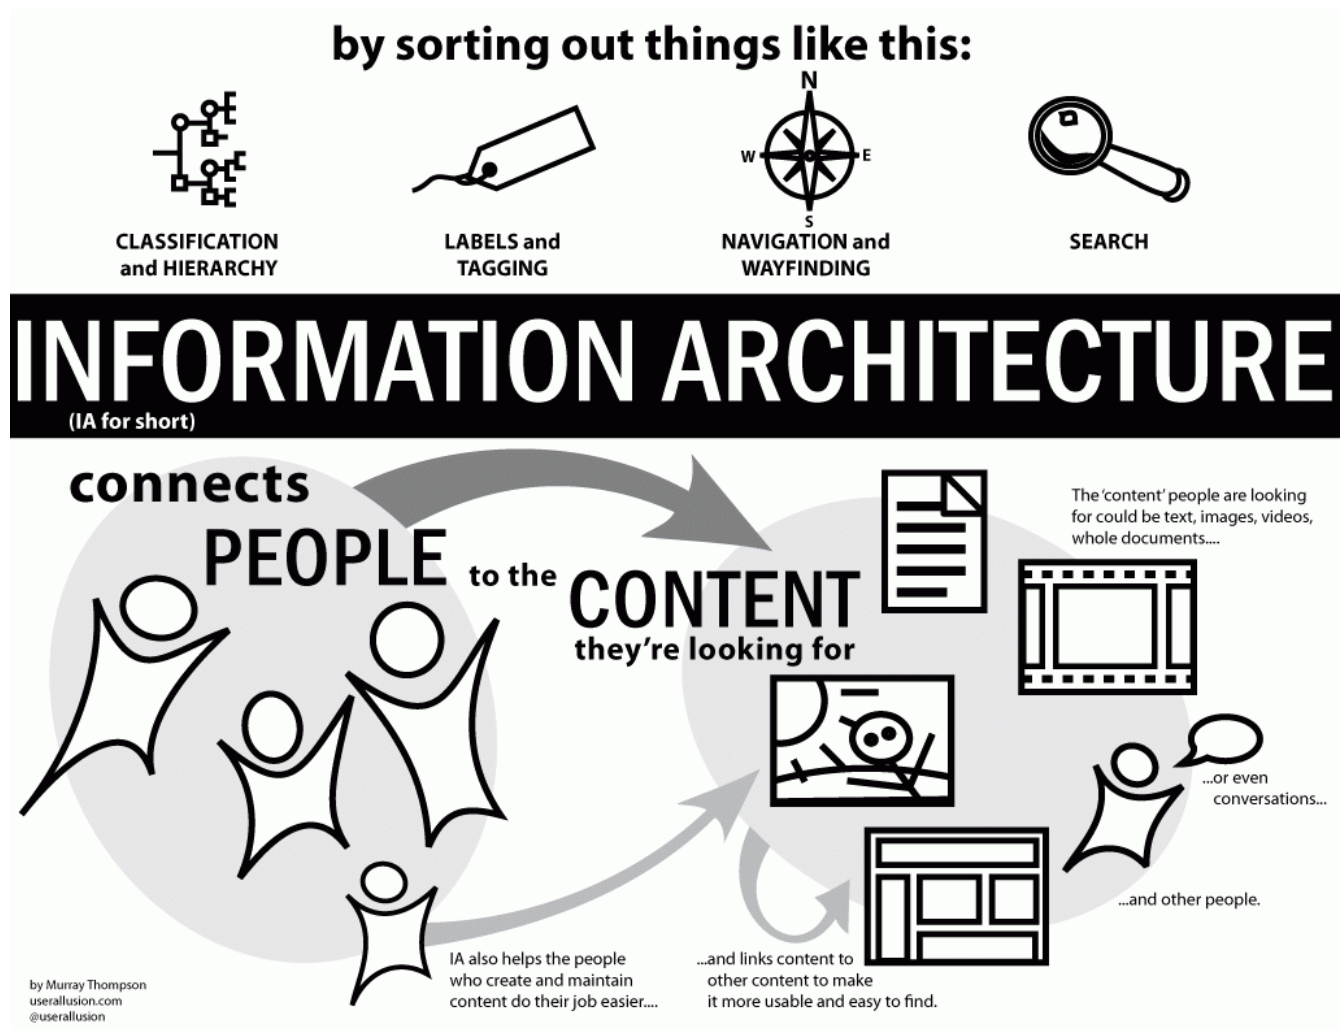 by sorting out things like this:
N
W
E
S
CLASSIFICATION
and HIERARCHY
LABELS and
TAGGING
NAVIGATION and
WAYFINDING
SEARCH
INFORMATION ARCHITECTURE
(IA for short)
connects
PEOPLE
to the
CONTENT
they're looking for
The 'content' people are looking
for could be text, images, videos,
whole documents....
...or even
conversations...
...and other people.
IA also helps the people
who create and maintain
content do their job easier....
...and links content to
other content to make
it more usable and easy to find.
by Murray Thompson
userallusion.com
@userallusion